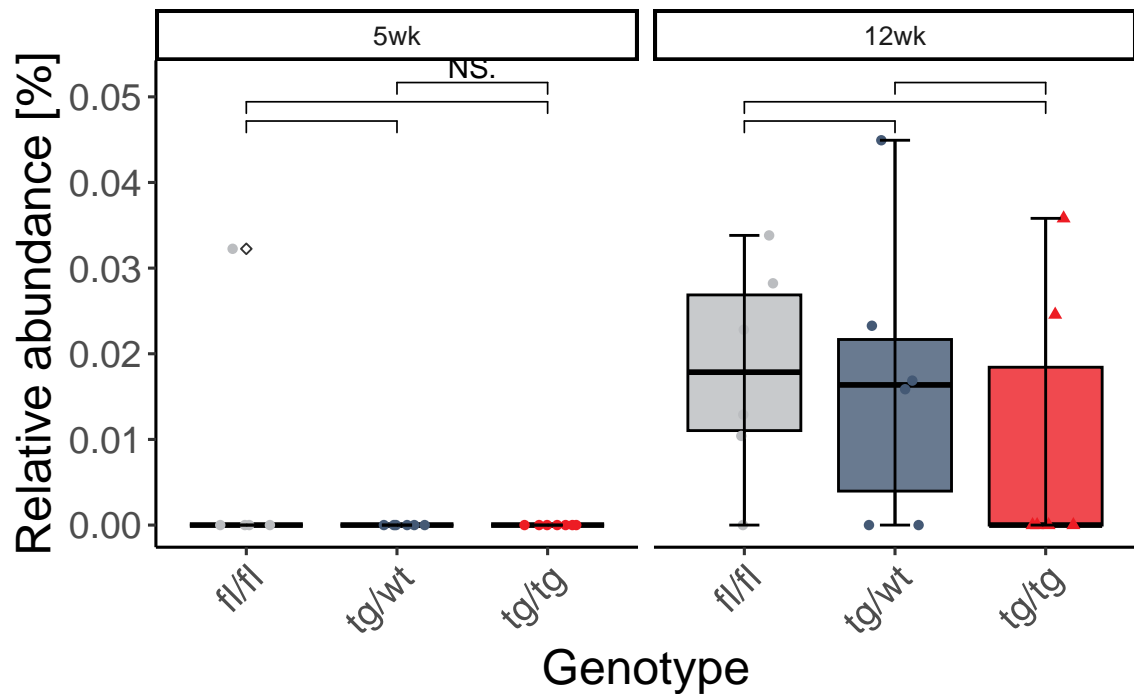 5wk
12wk
NS.
Relative abundance [%]
0.05
0.04
0.03
0.02
0.01
0.00
fl/fl
tg/wt
tg/tg
fl/fl
tg/wt
tg/tg
Genotype